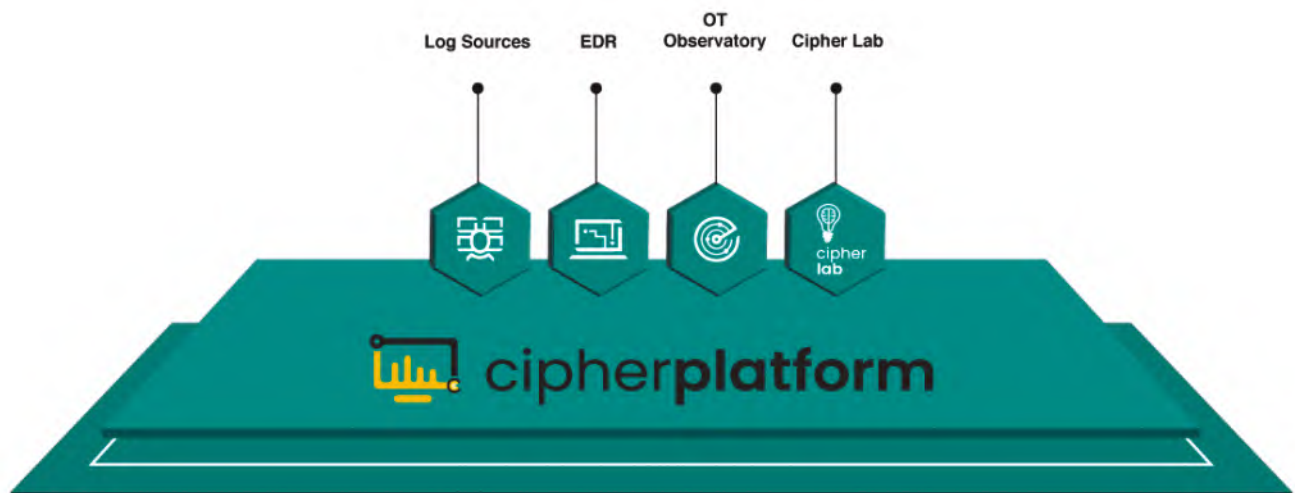 Log Sources
EDR
OT
Observatory
Cipher Lab
cipher
lab
cipherplatform